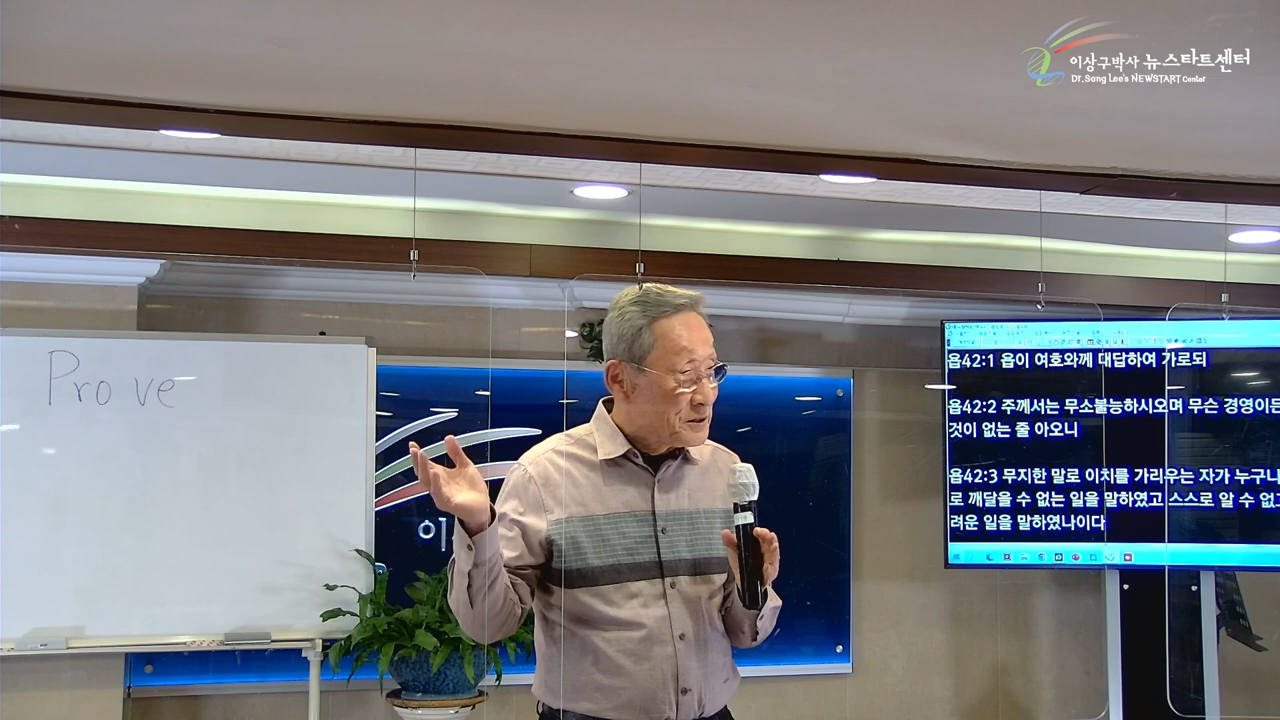 이상구박사 뉴스타트센터
Dr. Sang Lee's NEWSTART Center
Prove
이
욥42:1 욥이 여호와께 대답하여 가로되
욥42:2 주께서는 무소불능하시오며 무슨 경영이든
것이 없는 줄 아오니
욥42:3 무지한 말로 이치를 가리우는 자가 누구니
로 깨달을 수 없는 일을 말하였고 스스로 알 수 없고
려운 일을 말하였나이다